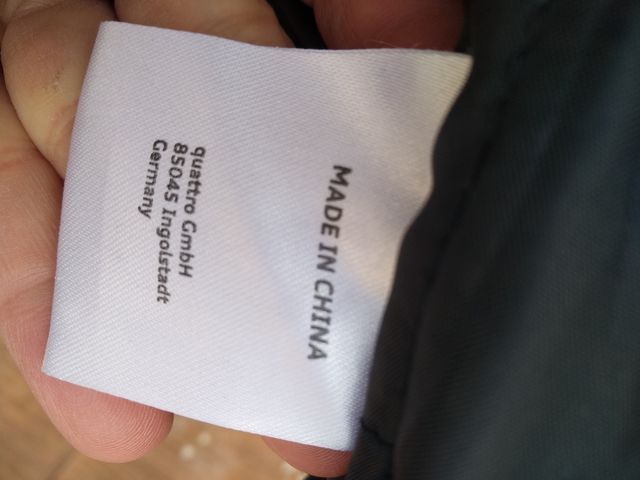 MADE IN CHINA
quattro GmbH
85045 Ingolstadt
Germany